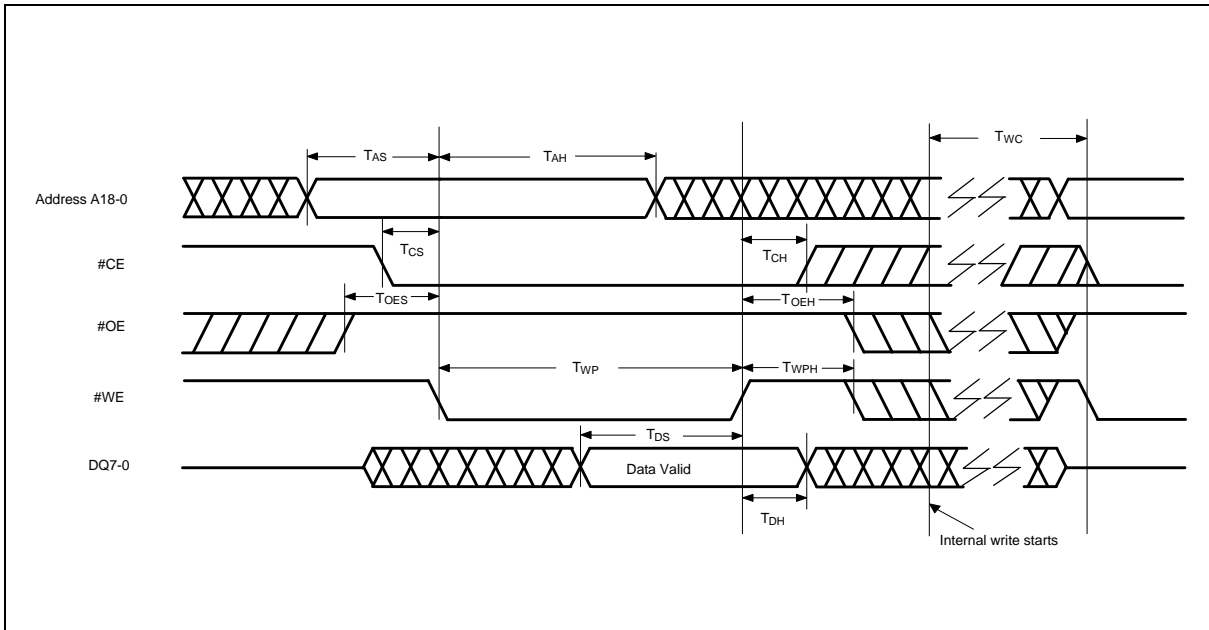 TWC
TAS
TAH
Address A18-0
TCS
TCH
#CE
TOES
TOEH
#OE
TWP
TWPH
#WE
TDS
DQ7-0
Data Valid
TDH
Internal write starts